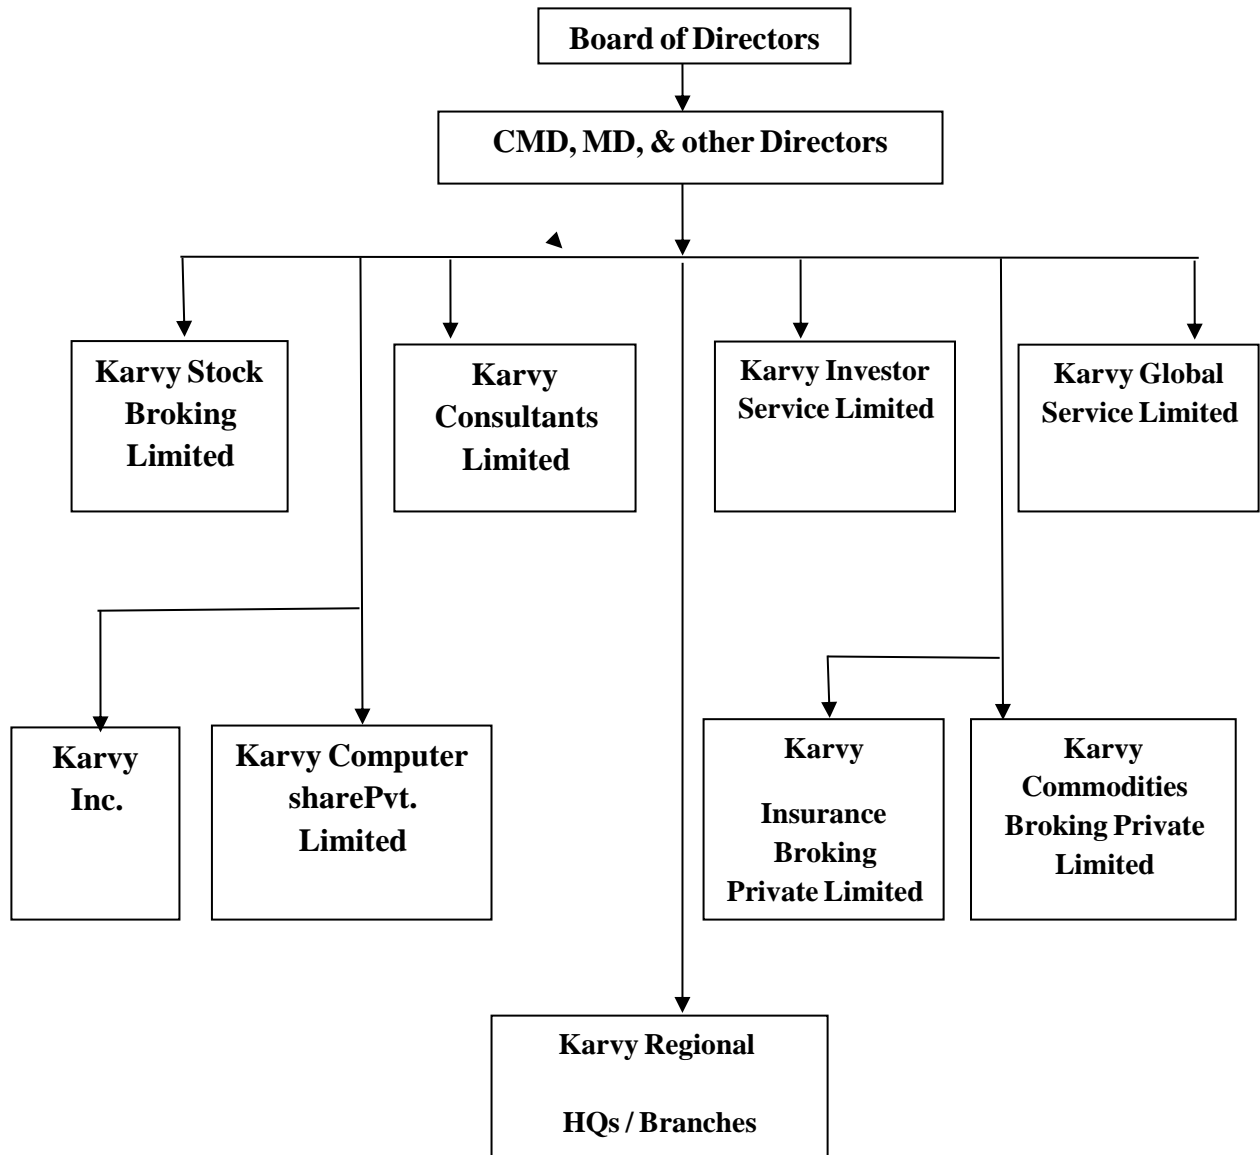 Board of Directors
CMD, MD, & other Directors
Karvy Stock
Broking
Limited
Karvy
Consultants
Limited
Karvy Investor
Service Limited
Karvy Global
Service Limited
Karvy
Inc.
Karvy Computer
sharePvt.
Limited
Karvy
Insurance
Broking
Private Limited
Karvy
Commodities
Broking Private
Limited
Karvy Regional
HQs / Branches